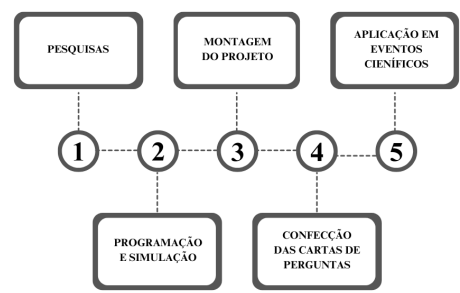 PESQUISAS
MONTAGEM
DO PROJETO
APLICAÇÃO EM
EVENTOS
CIENÍFICOS
1
2
3
4
5
PROGRAMAÇÃO
E SIMULAÇÃO
CONFECÇÃO
DAS CARTAS DE
PERGUNTAS